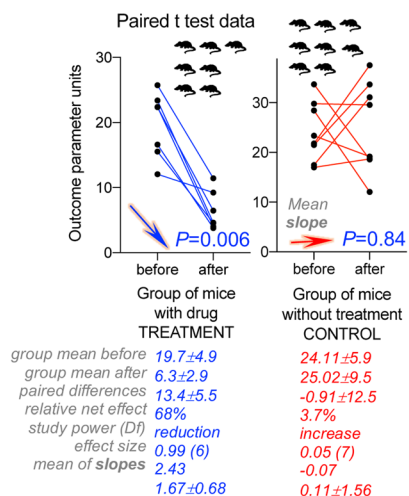 Paired t test data
Outcome parameter units
30
20
10
0
P=0.006
before after
Group of mice
with drug
TREATMENT
30
20
10
0
Mean
slope
P=0.84
before after
Group of mice
without treatment
CONTROL
group mean before 19.7±4.9 24.11±5.9
group mean after 6.3±2.9 25.02±9.5
paired differences 13.4±5.5 -0.91±12.5
relative net effect 68% 3.7%
study power (Df) reduction increase
effect size 0.99 (6) 0.05 (7)
mean of slopes 2.43 -0.07
1.67±0.68 0.11±1.56